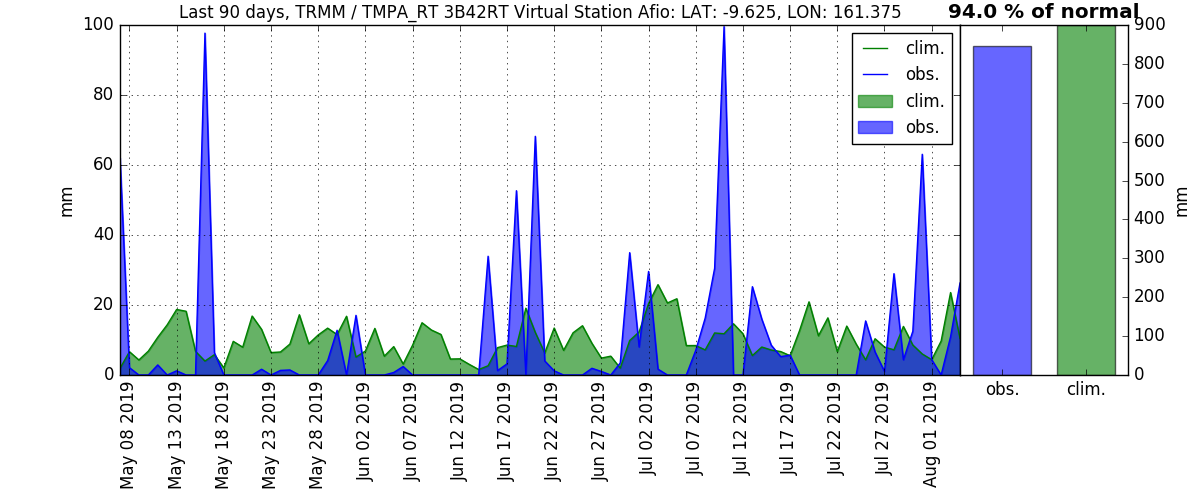 Last 90 days, TRMM / TMPA_RT 3B42RT Virtual Station Afio: LAT: -9.625, LON: 161.375
94.0 % of normal
100
80
60
40
20
0
mm
clim.
obs.
clim.
obs.
May 08 2019
May 13 2019
May 18 2019
May 23 2019
May 28 2019
Jun 02 2019
Jun 07 2019
Jun 12 2019
Jun 17 2019
Jun 22 2019
Jun 27 2019
Jul 02 2019
Jul 07 2019
Jul 12 2019
Jul 17 2019
Jul 22 2019
Jul 27 2019
Aug 01 2019
900
800
700
600
500
400
300
200
100
0
mm
obs.
clim.